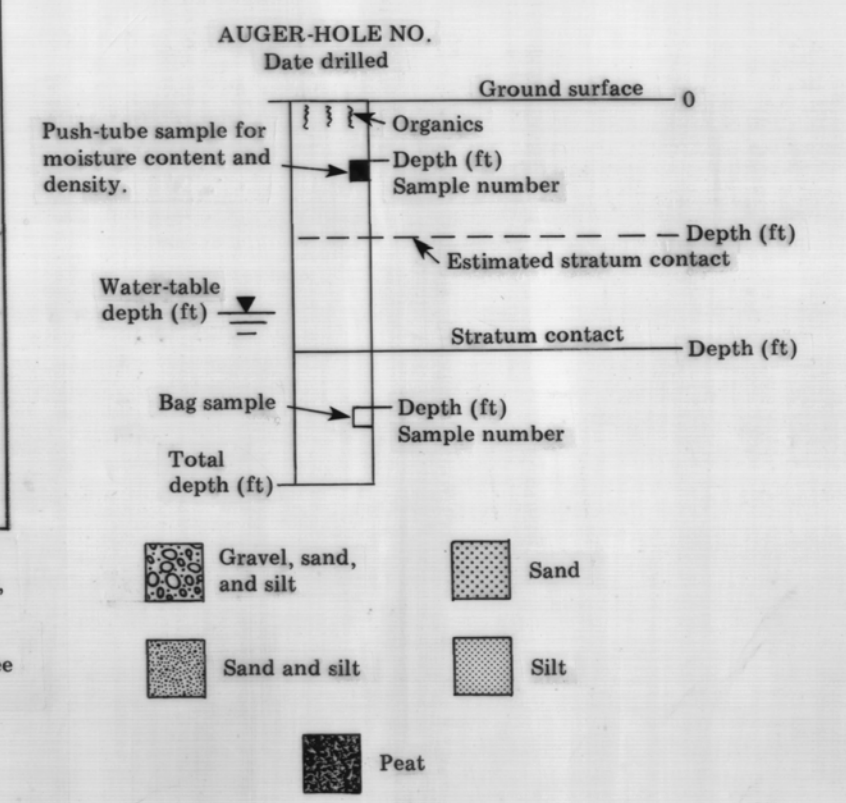 AUGER-HOLE NO.
Date drilled
Ground surface 0
Organics
Push-tube sample for
moisture content and
density.
Depth (ft)
Sample number
Depth (ft)
Estimated stratum contact
Water-table
depth (ft)
Stratum contact
Depth (ft)
Bag sample
Depth (ft)
Sample number
Total
depth (ft)
Gravel, sand,
and silt
Sand
Sand and silt
Silt
Peat